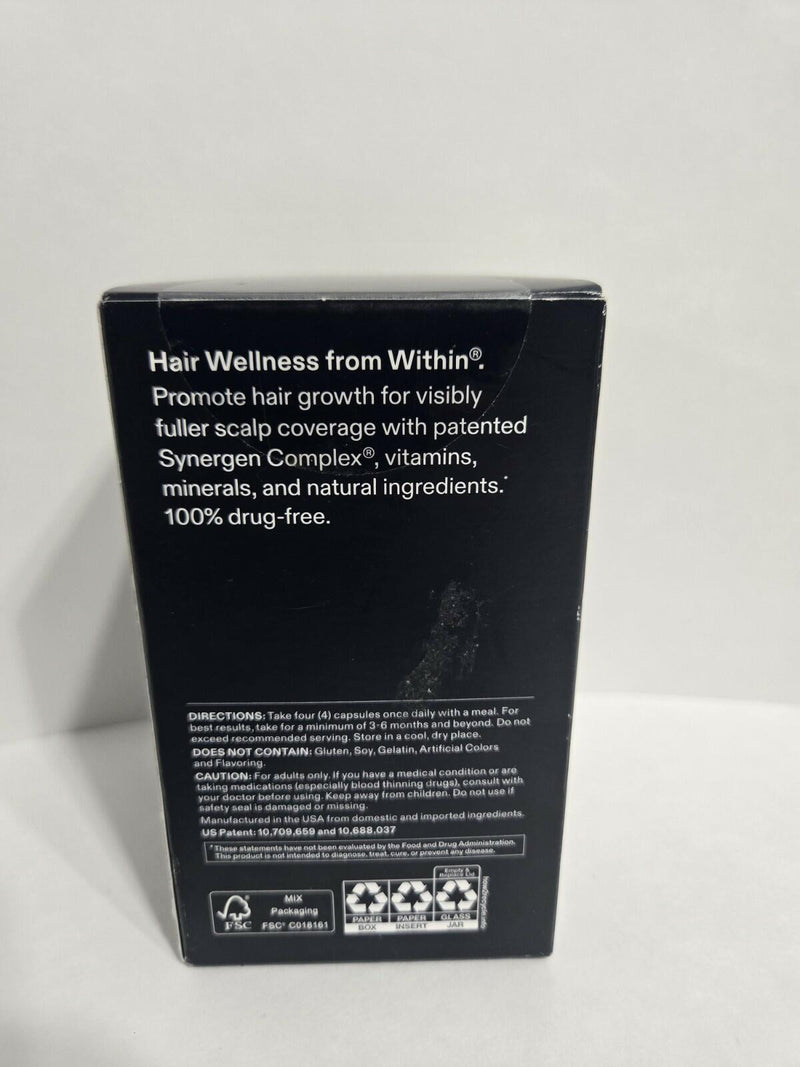 Hair Wellness from Within®.
Promote hair growth for visibly
fuller scalp coverage with patented
Synergen Complex®, vitamins,
minerals, and natural ingredients.*
100% drug-free.
DIRECTIONS: Take four (4) capsules once daily with a meal. For
best results, take for a minimum of 3-6 months and beyond. Do not
exceed recommended serving. Store in a cool, dry place.
DOES NOT CONTAIN: Gluten, Soy, Gelatin, Artificial Colors
and Flavoring.
CAUTION: For adults only. If you have a medical condition or are
taking medications (especially blood thinning drugs), consult with
your doctor before using. Keep away from children. Do not use if
safety seal is damaged or missing.
Manufactured in the USA from domestic and imported ingredients.
US Patent: 10,709,659 and 10,688,037
*These statements have not been evaluated by the Food and Drug Administration.
This product is not intended to diagnose, treat, cure, or prevent any disease.
FSC®
MIX
Packaging
FSC® C018161
PAPER
BOX
PAPER
INSERT
Empty &
Replace Lid
GLASS
JAR
how2recycle.info